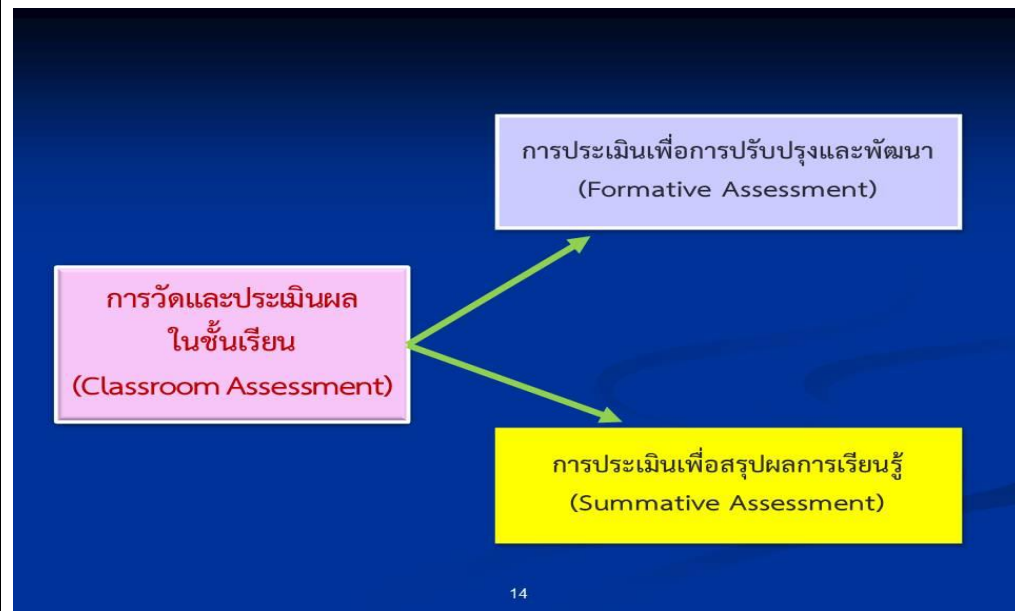 การประเมินเพื่อการปรับปรุงและพัฒนา
(Formative Assessment)
การวัดและประเมินผล
ในชั้นเรียน
(Classroom Assessment)
การประเมินเพื่อสรุปผลการเรียนรู้
(Summative Assessment)
14